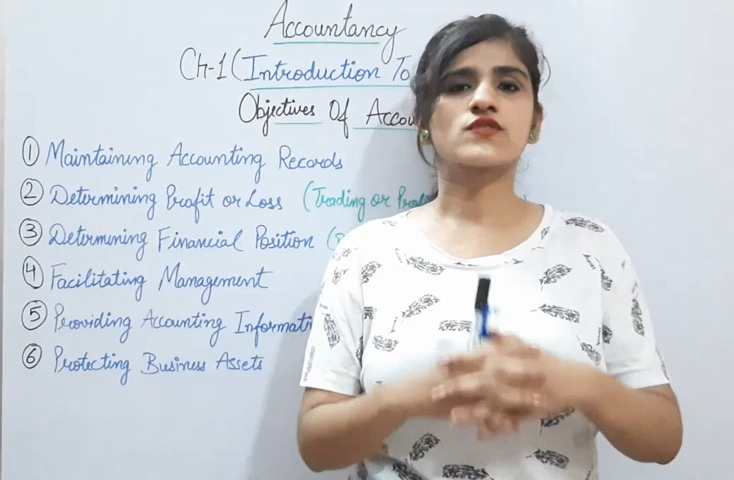 Accountancy
Ch-1 (Introduction To
Objectives Of Accou
① Maintaining Accounting Records
② Determining Profit or Loss (Trading or Prof
③ Determining Financial Position (
④ Facilitating Management
⑤ Providing Accounting Informati
⑥ Protecting Business Assets